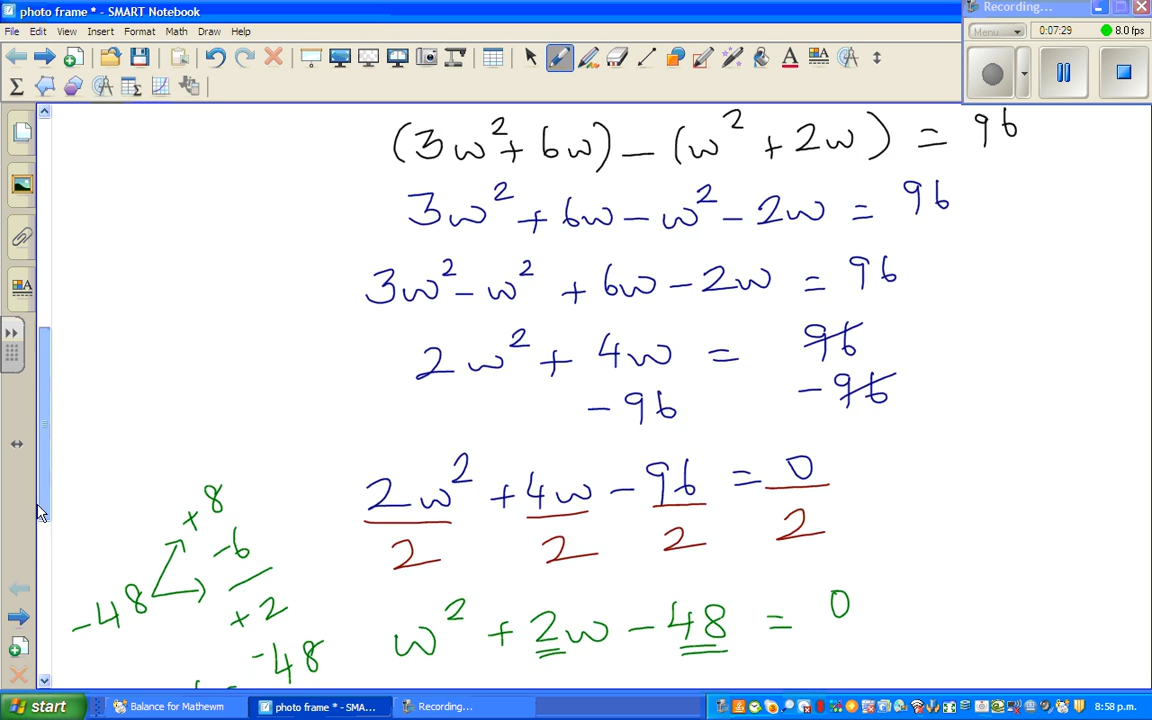 photo frame * - SMART Notebook
Recording...
File Edit View Insert Format Math Draw Help
Menu
0:07:29
8.0 fps
(3w² + 6w) - (w² + 2w) = 96
3w² + 6w - w² - 2w = 96
3w² - w² + 6w - 2w = 96
2w² + 4w = 96
- 96 - 96
2w² + 4w - 96 = 0
2 2 2 2
+8
-6
-48
+2
-48
w² + 2w - 48 = 0
start
Balance for Mathewm
photo frame * - SMA...
Recording...
8:58 p.m.